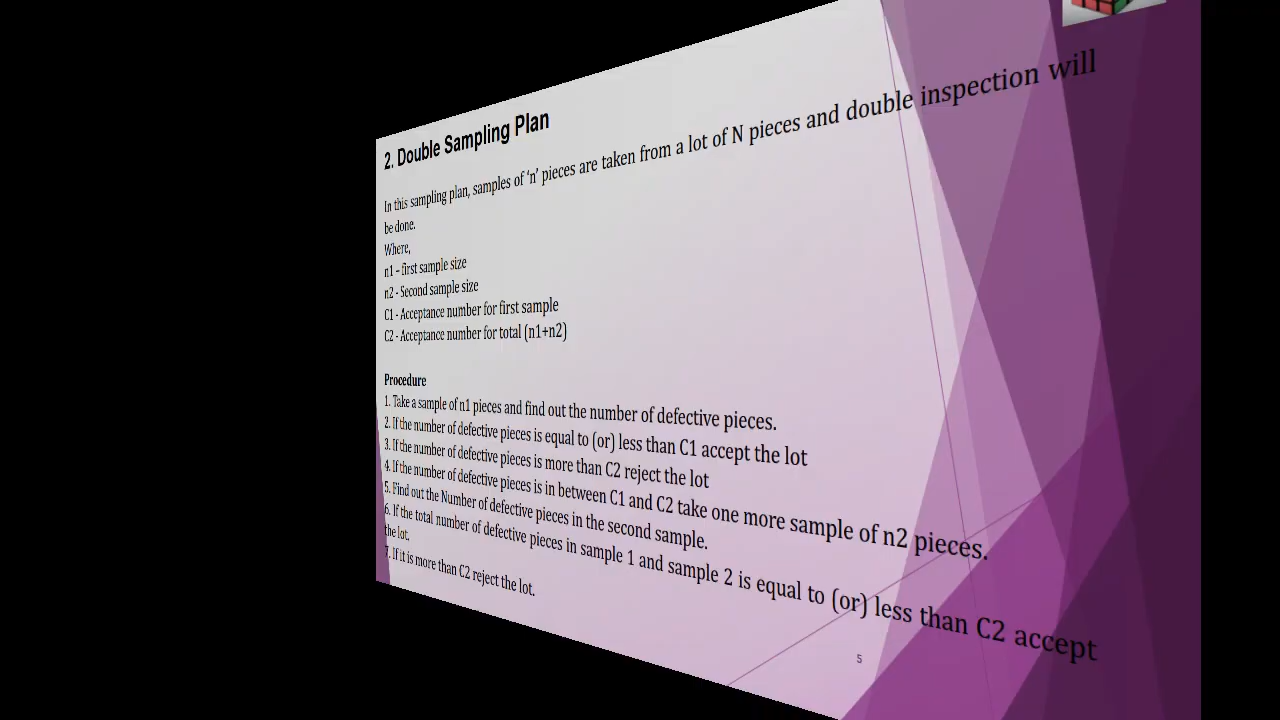 2. Double Sampling Plan
In this sampling plan, samples of ‘n’ pieces are taken from a lot of N pieces and double inspection will
be done.
Where,
n1 – first sample size
n2 - Second sample size
C1 - Acceptance number for first sample
C2 - Acceptance number for total (n1+n2)
Procedure
1. Take a sample of n1 pieces and find out the number of defective pieces.
2. If the number of defective pieces is equal to (or) less than C1 accept the lot
3. If the number of defective pieces is more than C2 reject the lot
4. If the number of defective pieces is in between C1 and C2 take one more sample of n2 pieces.
5. Find out the Number of defective pieces in the second sample.
6. If the total number of defective pieces in sample 1 and sample 2 is equal to (or) less than C2 accept
the lot.
7. If it is more than C2 reject the lot.
5